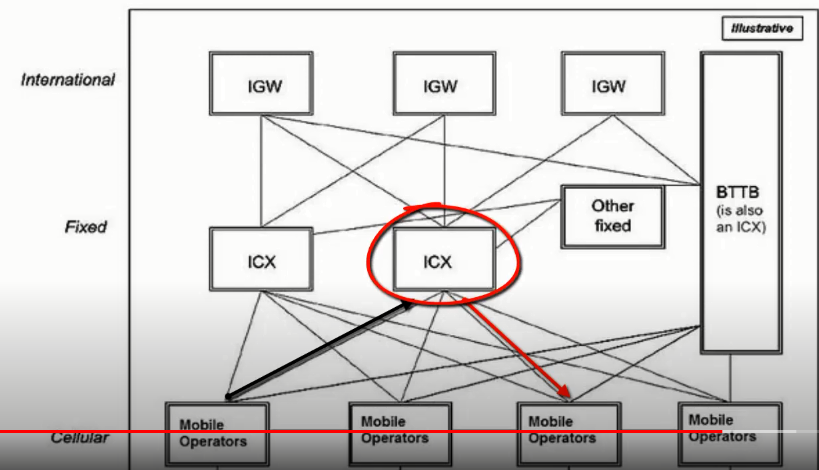 Illustrative
International
IGW
IGW
IGW
BTTB
(is also
an ICX)
Other
fixed
Fixed
ICX
ICX
Cellular
Mobile
Operators
Mobile
Operators
Mobile
Operators
Mobile
Operators